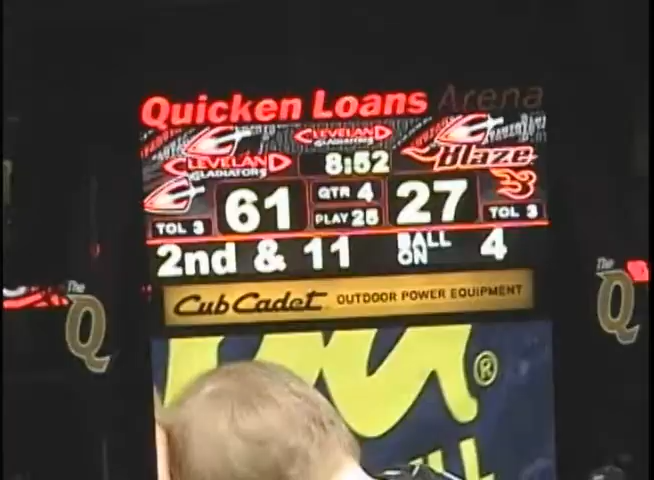 Quicken Loans Arena
CLEVELAND
GLADIATORS
CLEVELAND
GLADIATORS
8:52
Blaze
61
QTR 4
27
PLAY 25
TOL 3
TOL 3
2nd & 11
BALL ON 4
The Q
The Q
Cub Cadet OUTDOOR POWER EQUIPMENT
®